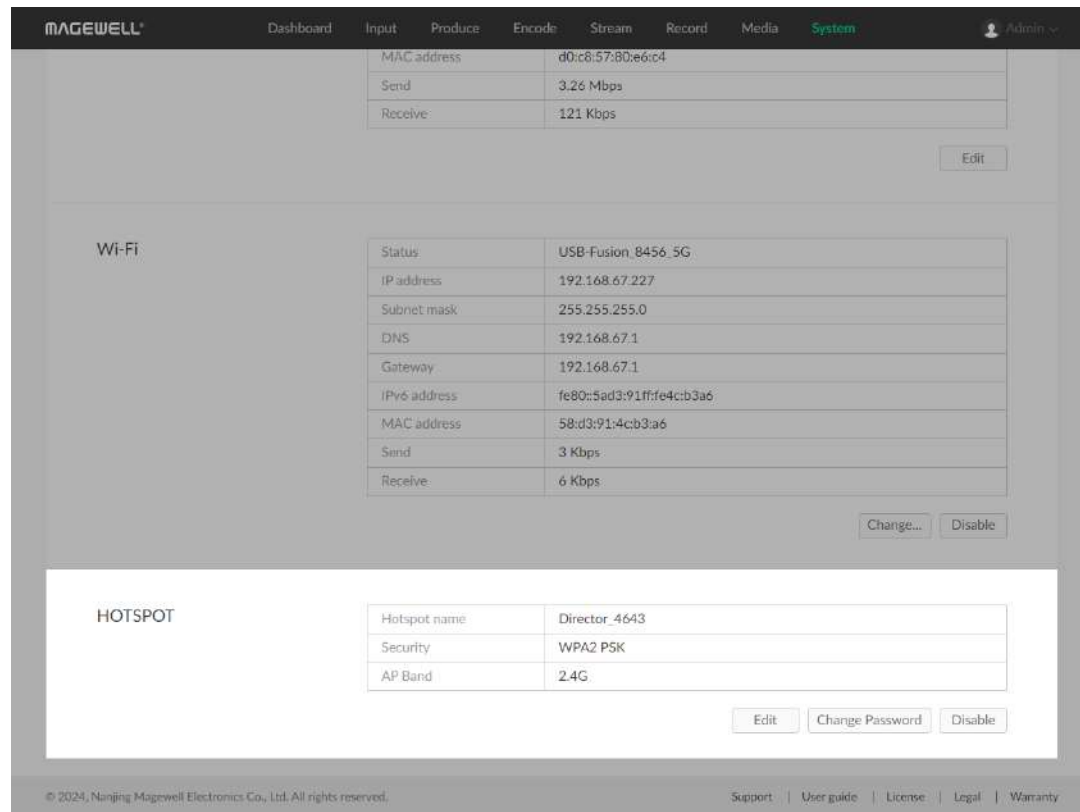 MAGEWELL®
Dashboard Input Produce Encode Stream Record Media System Admin
MAC address d0:c8:57:80:e6:c4
Send 3.26 Mbps
Receive 121 Kbps
Edit
Wi-Fi
Status USB-Fusion_8456_5G
IP address 192.168.67.227
Subnet mask 255.255.255.0
DNS 192.168.67.1
Gateway 192.168.67.1
IPv6 address fe80::5ad3:91ff:fe4c:b3a6
MAC address 58:d3:91:4c:b3:a6
Send 3 Kbps
Receive 6 Kbps
Change... Disable
HOTSPOT
Hotspot name Director_4643
Security WPA2 PSK
AP Band 2.4G
Edit Change Password Disable
© 2024, Nanjing Magewell Electronics Co., Ltd. All rights reserved. Support | User guide | License | Legal | Warranty